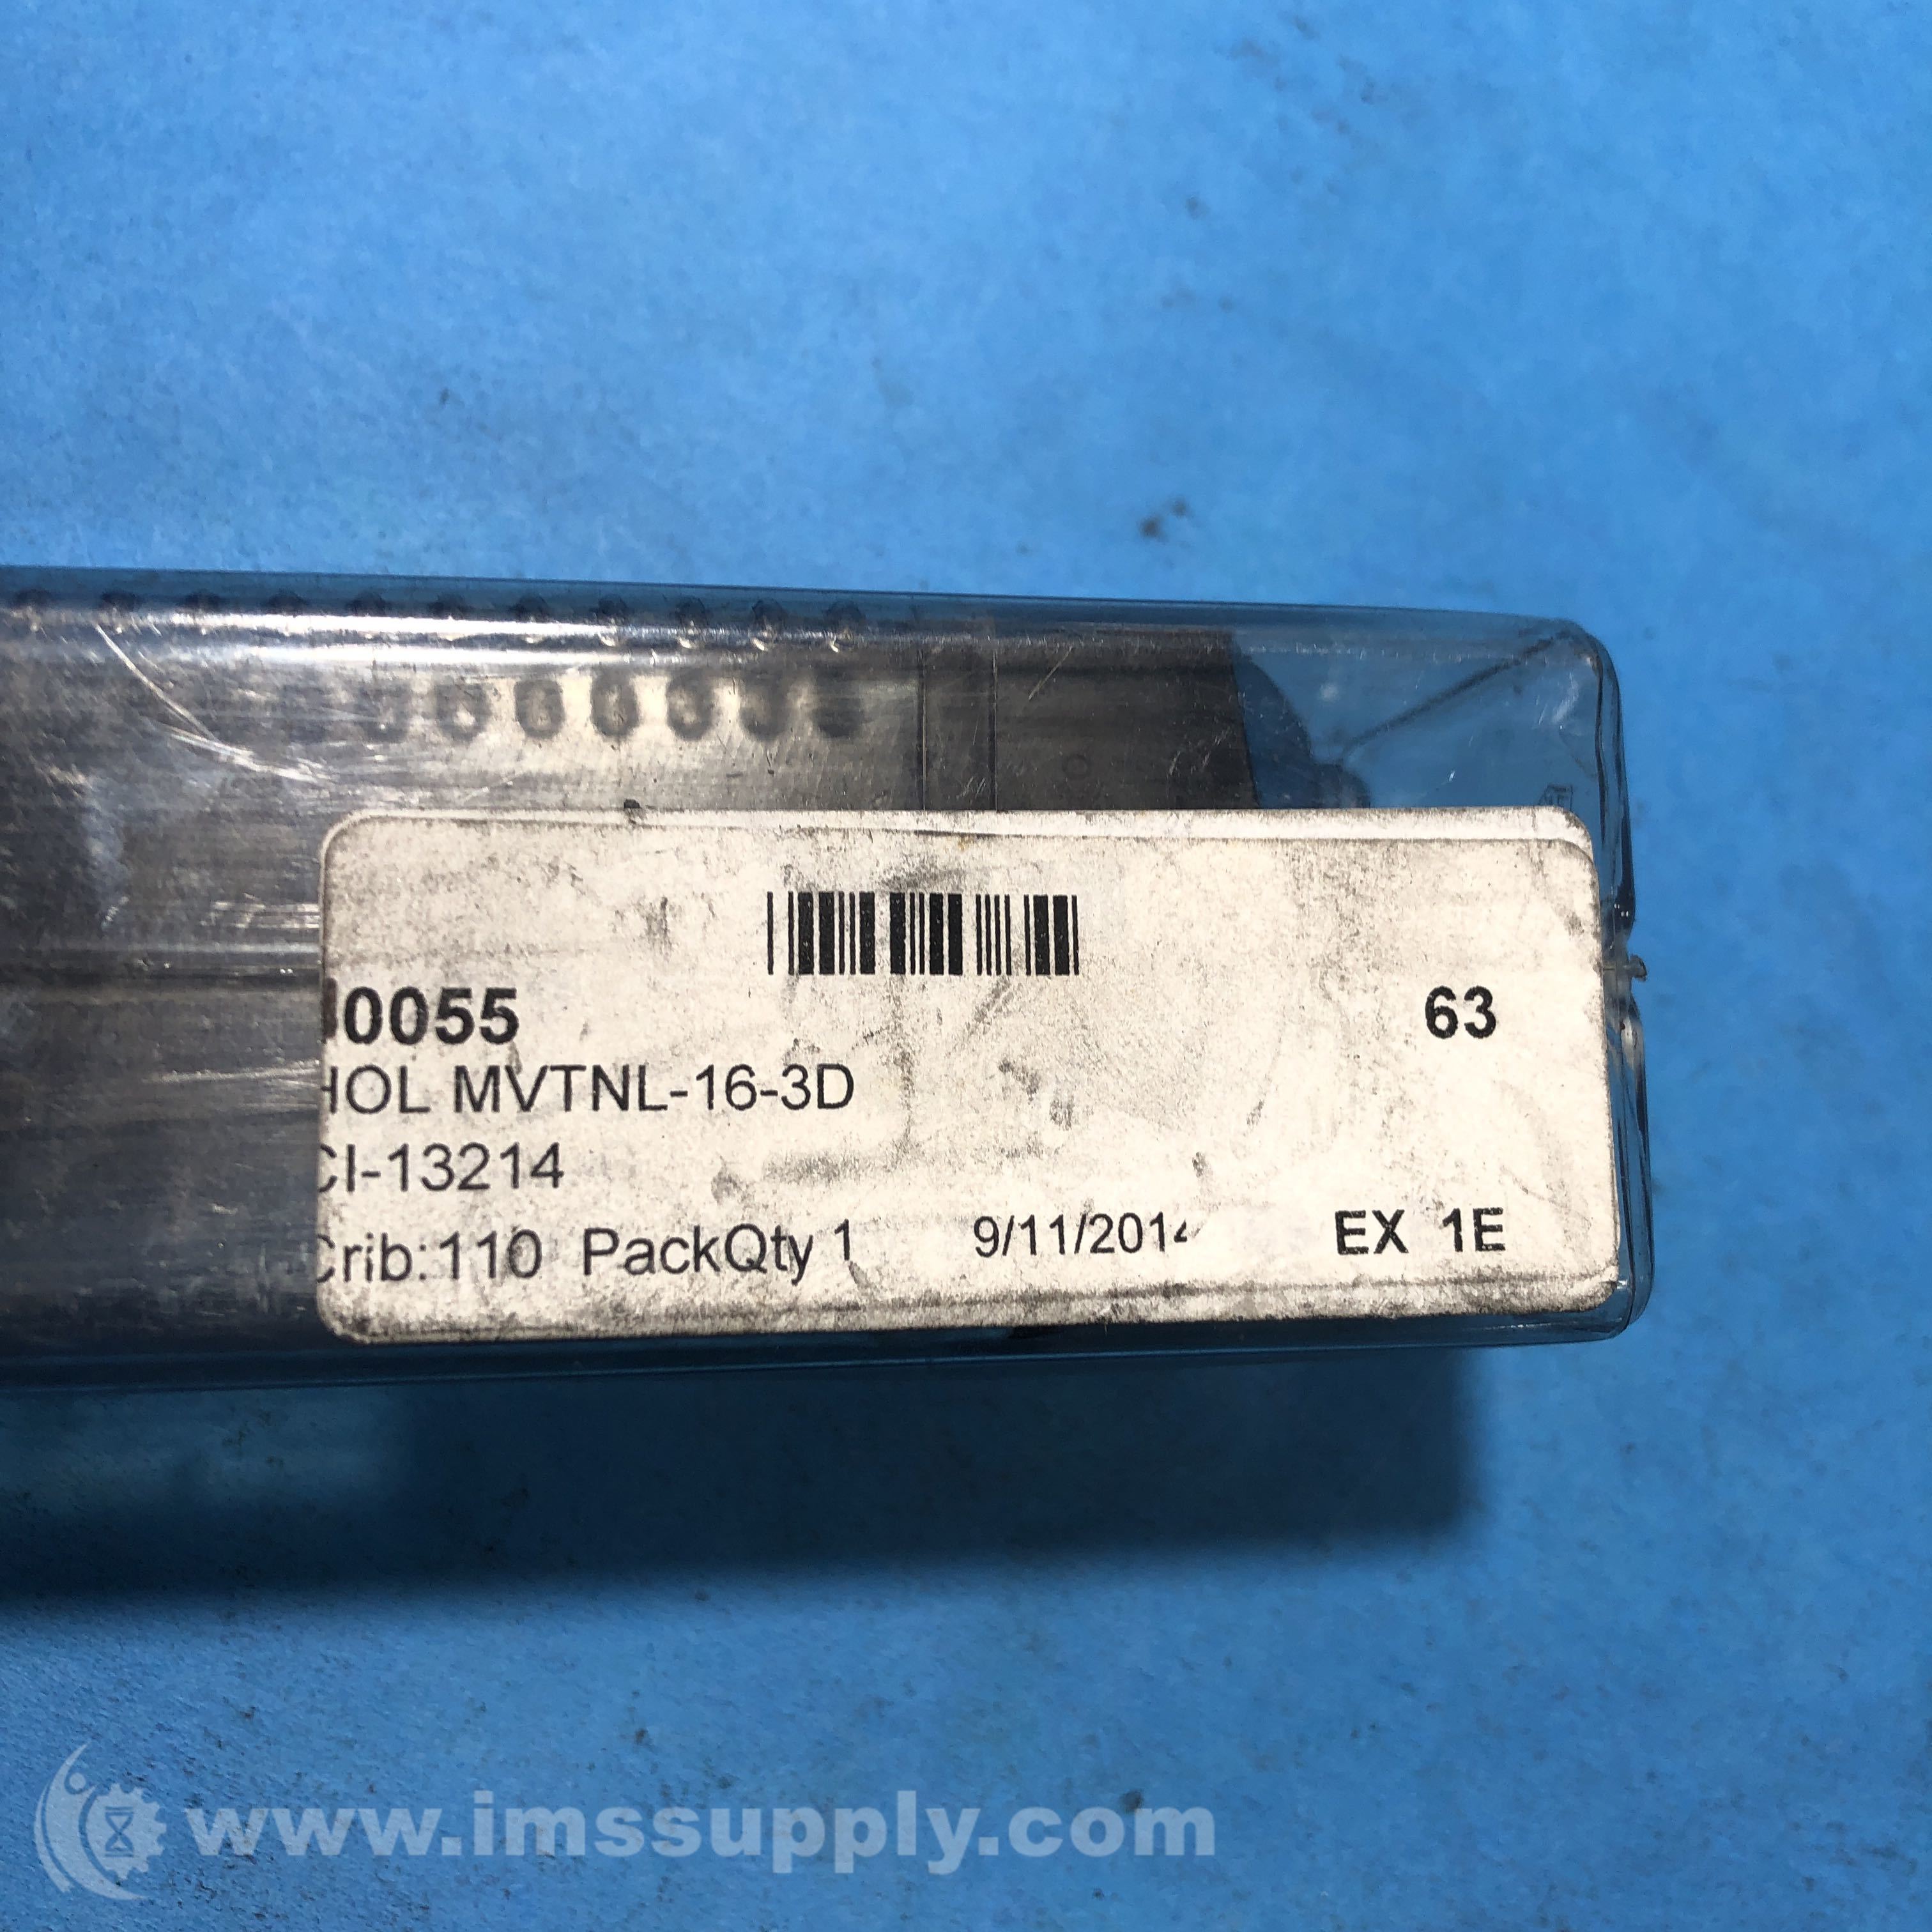 0055 63
HOL MVTNL-16-3D
CI-13214
Crib:110 PackQty 1 9/11/2014 EX 1E
www.imssupply.com